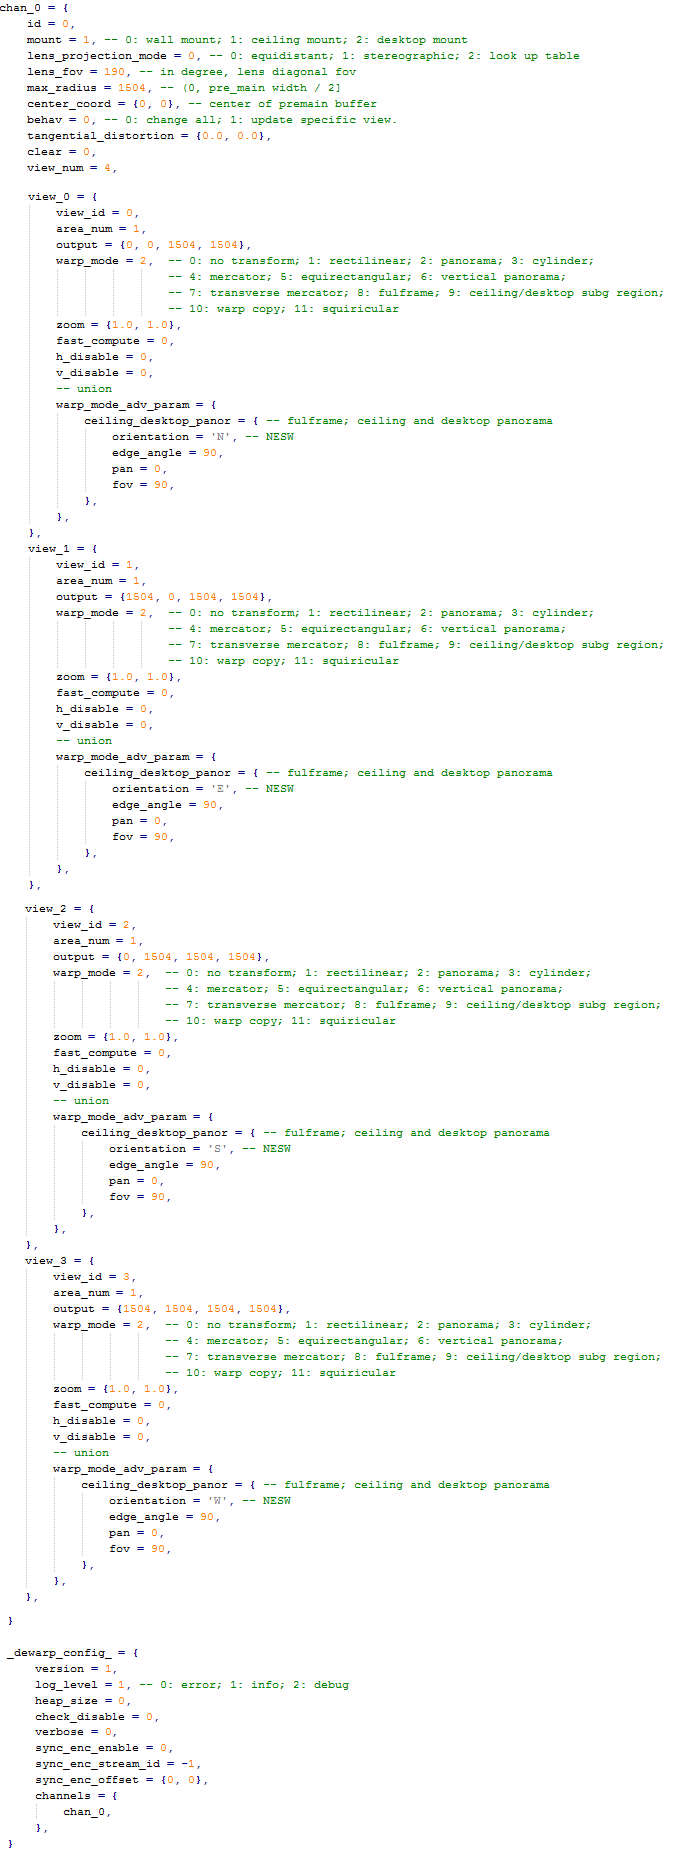 chan_0 = {
id = 0,
mount = 1, -- 0: wall mount; 1: ceiling mount; 2: desktop mount
lens_projection_mode = 0, -- 0: equidistant; 1: stereographic; 2: look up table
lens_fov = 190, -- in degree, lens diagonal fov
max_radius = 1504, -- (0, pre_main width / 2]
center_coord = {0, 0}, -- center of premain buffer
behav = 0, -- 0: change all; 1: update specific view.
tangential_distortion = {0.0, 0.0},
clear = 0,
view_num = 4,
view_0 = {
view_id = 0,
area_num = 1,
output = {0, 0, 1504, 1504},
warp_mode = 2, -- 0: no transform; 1: rectilinear; 2: panorama; 3: cylinder;
-- 4: mercator; 5: equirectangular; 6: vertical panorama;
-- 7: transverse mercator; 8: fulframe; 9: ceiling/desktop subg region;
-- 10: warp copy; 11: squiricular
zoom = {1.0, 1.0},
fast_compute = 0,
h_disable = 0,
v_disable = 0,
-- union
warp_mode_adv_param = {
ceiling_desktop_panor = { -- fulframe; ceiling and desktop panorama
orientation = 'N', -- NESW
edge_angle = 90,
pan = 0,
fov = 90,
},
},
},
view_1 = {
view_id = 1,
area_num = 1,
output = {1504, 0, 1504, 1504},
warp_mode = 2, -- 0: no transform; 1: rectilinear; 2: panorama; 3: cylinder;
-- 4: mercator; 5: equirectangular; 6: vertical panorama;
-- 7: transverse mercator; 8: fulframe; 9: ceiling/desktop subg region;
-- 10: warp copy; 11: squiricular
zoom = {1.0, 1.0},
fast_compute = 0,
h_disable = 0,
v_disable = 0,
-- union
warp_mode_adv_param = {
ceiling_desktop_panor = { -- fulframe; ceiling and desktop panorama
orientation = 'E', -- NESW
edge_angle = 90,
pan = 0,
fov = 90,
},
},
},
view_2 = {
view_id = 2,
area_num = 1,
output = {0, 1504, 1504, 1504},
warp_mode = 2, -- 0: no transform; 1: rectilinear; 2: panorama; 3: cylinder;
-- 4: mercator; 5: equirectangular; 6: vertical panorama;
-- 7: transverse mercator; 8: fulframe; 9: ceiling/desktop subg region;
-- 10: warp copy; 11: squiricular
zoom = {1.0, 1.0},
fast_compute = 0,
h_disable = 0,
v_disable = 0,
-- union
warp_mode_adv_param = {
ceiling_desktop_panor = { -- fulframe; ceiling and desktop panorama
orientation = 'S', -- NESW
edge_angle = 90,
pan = 0,
fov = 90,
},
},
},
view_3 = {
view_id = 3,
area_num = 1,
output = {1504, 1504, 1504, 1504},
warp_mode = 2, -- 0: no transform; 1: rectilinear; 2: panorama; 3: cylinder;
-- 4: mercator; 5: equirectangular; 6: vertical panorama;
-- 7: transverse mercator; 8: fulframe; 9: ceiling/desktop subg region;
-- 10: warp copy; 11: squiricular
zoom = {1.0, 1.0},
fast_compute = 0,
h_disable = 0,
v_disable = 0,
-- union
warp_mode_adv_param = {
ceiling_desktop_panor = { -- fulframe; ceiling and desktop panorama
orientation = 'W', -- NESW
edge_angle = 90,
pan = 0,
fov = 90,
},
},
},
}
_dewarp_config_ = {
version = 1,
log_level = 1, -- 0: error; 1: info; 2: debug
heap_size = 0,
check_disable = 0,
verbose = 0,
sync_enc_enable = 0,
sync_enc_stream_id = -1,
sync_enc_offset = {0, 0},
channels = {
chan_0,
},
}